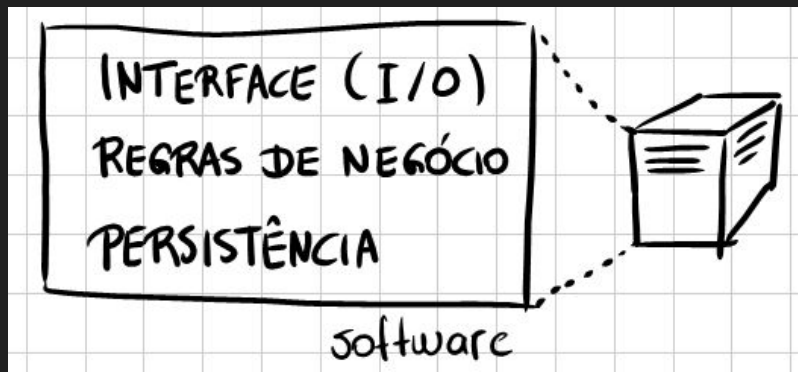 INTERFACE (I/O)
REGRAS DE NEGÓCIO
PERSISTÊNCIA
software